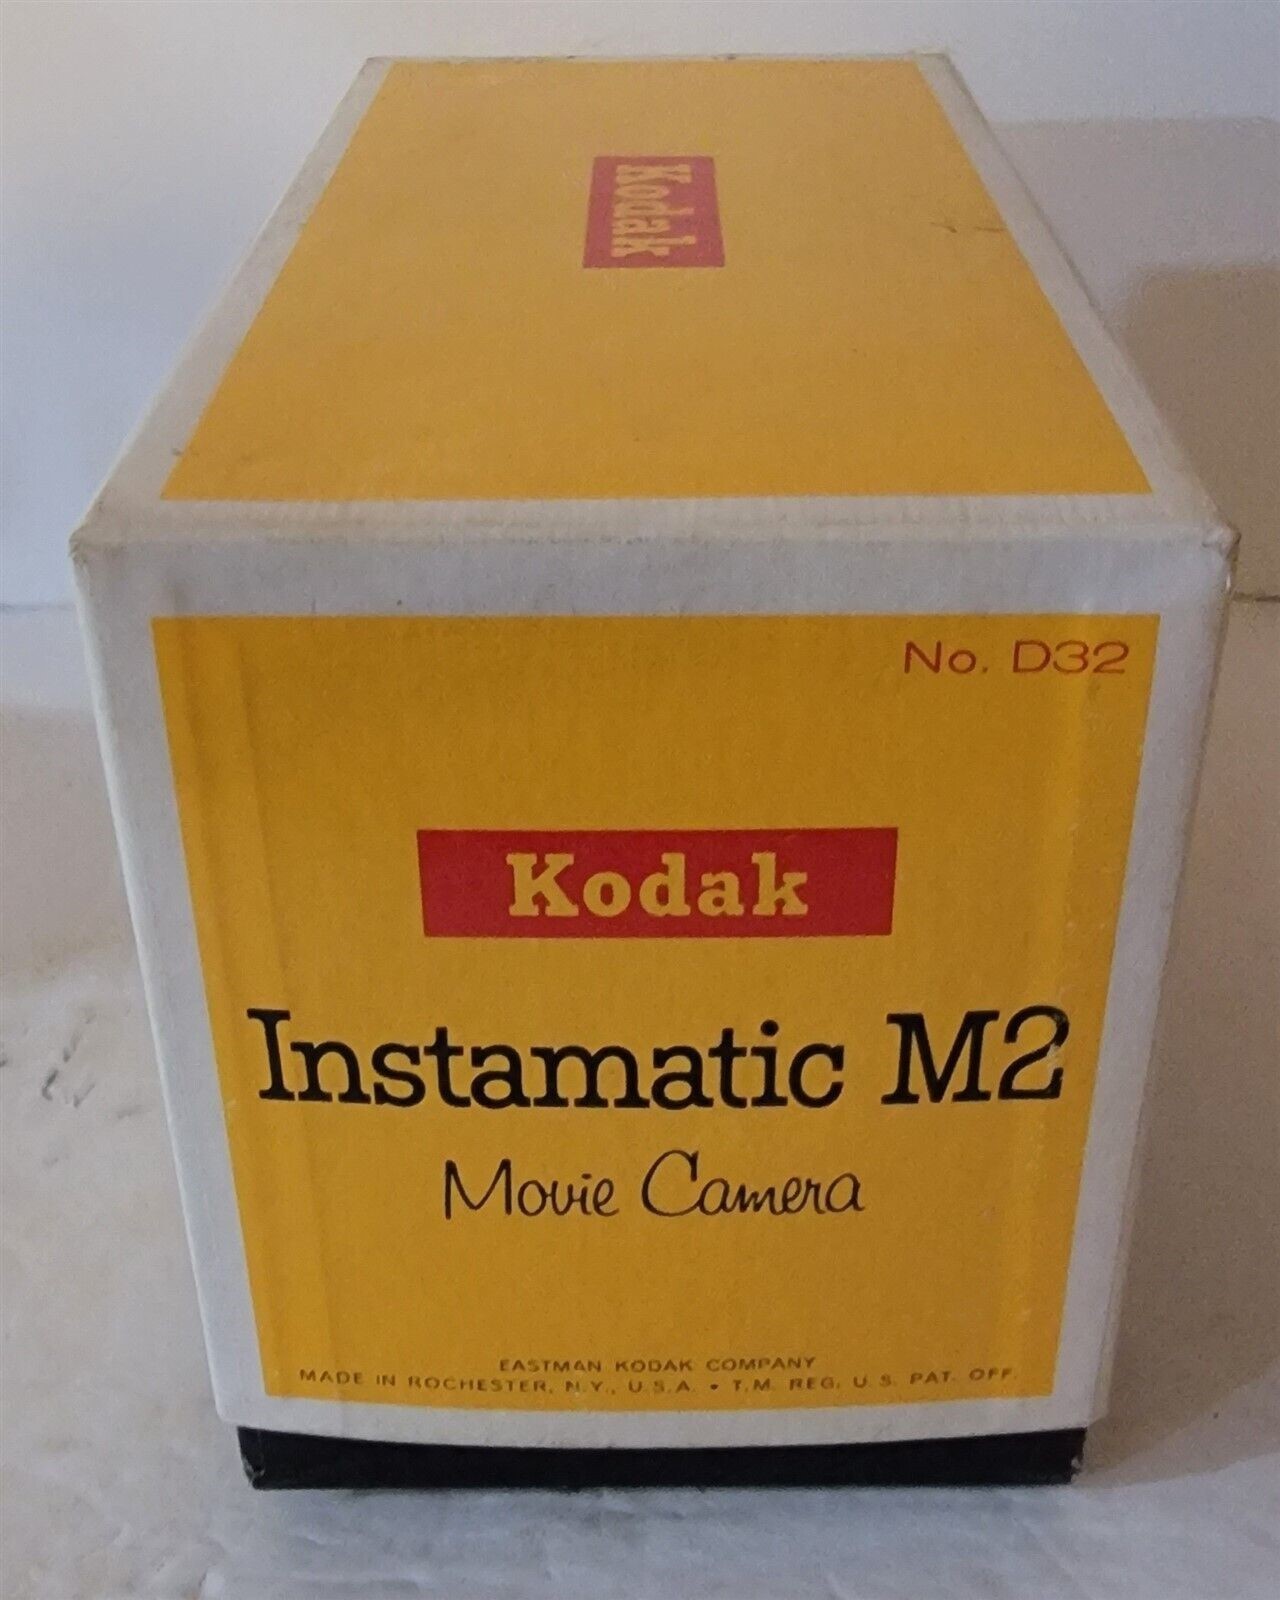 Kodak
No. D32
Kodak
Instamatic M2
Movie Camera
EASTMAN KODAK COMPANY
MADE IN ROCHESTER, N.Y., U.S.A. • T.M. REG. U.S. PAT. OFF.